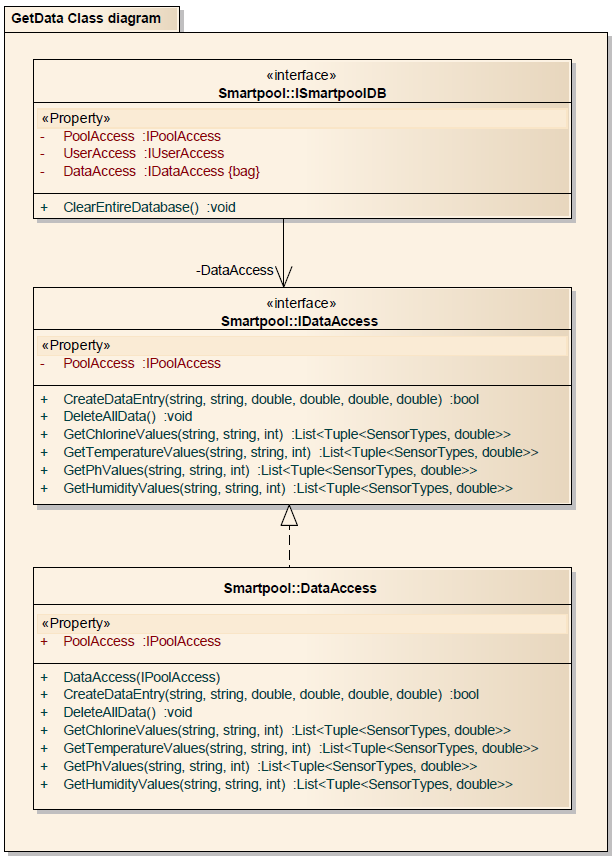 GetData Class diagram
«interface»
Smartpool::ISmartpoolDB
«Property»
- PoolAccess :IPoolAccess
- UserAccess :IUserAccess
- DataAccess :IDataAccess {bag}
+ ClearEntireDatabase() :void
-DataAccess
«interface»
Smartpool::IDataAccess
«Property»
- PoolAccess :IPoolAccess
+ CreateDataEntry(string, string, double, double, double, double) :bool
+ DeleteAllData() :void
+ GetChlorineValues(string, string, int) :List<Tuple<SensorTypes, double>>
+ GetTemperatureValues(string, string, int) :List<Tuple<SensorTypes, double>>
+ GetPhValues(string, string, int) :List<Tuple<SensorTypes, double>>
+ GetHumidityValues(string, string, int) :List<Tuple<SensorTypes, double>>
Smartpool::DataAccess
«Property»
+ PoolAccess :IPoolAccess
+ DataAccess(IPoolAccess)
+ CreateDataEntry(string, string, double, double, double, double) :bool
+ DeleteAllData() :void
+ GetChlorineValues(string, string, int) :List<Tuple<SensorTypes, double>>
+ GetTemperatureValues(string, string, int) :List<Tuple<SensorTypes, double>>
+ GetPhValues(string, string, int) :List<Tuple<SensorTypes, double>>
+ GetHumidityValues(string, string, int) :List<Tuple<SensorTypes, double>>